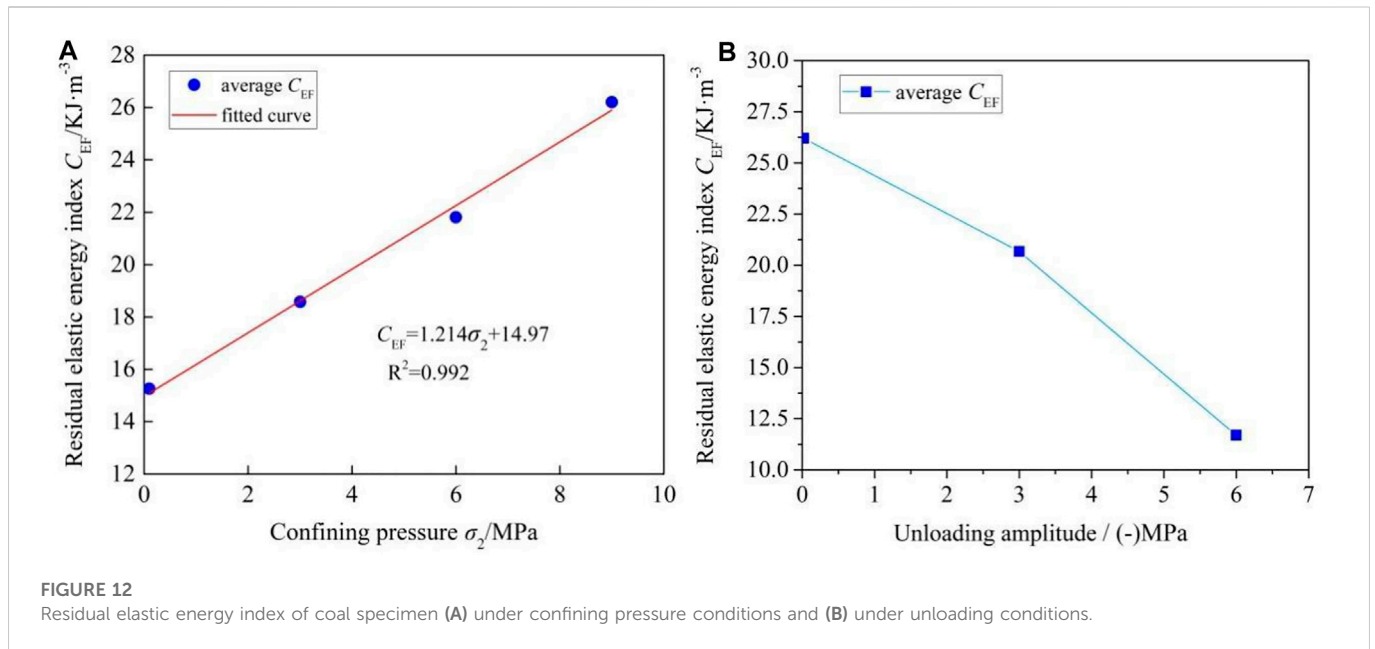 A
28
26
24
22
20
18
16
14
12
0 2 4 6 8 10
Residual elastic energy index C_EF/KJ·m⁻³
Confining pressure σ₂/MPa
average C_EF
fitted curve
C_EF=1.214σ₂+14.97
R²=0.992
B
30.0
27.5
25.0
22.5
20.0
17.5
15.0
12.5
10.0
0 1 2 3 4 5 6 7
Residual elastic energy index C_EF/KJ·m⁻³
Unloading amplitude / (-)MPa
average C_EF
FIGURE 12
Residual elastic energy index of coal specimen (A) under confining pressure conditions and (B) under unloading conditions.